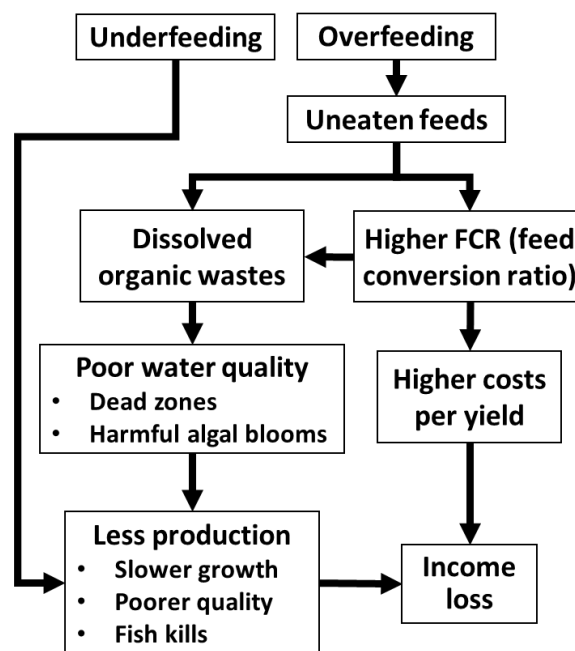 Underfeeding
Overfeeding
Uneaten feeds
Dissolved
organic wastes
Higher FCR (feed
conversion ratio)
Poor water quality
• Dead zones
• Harmful algal blooms
Higher costs
per yield
Less production
• Slower growth
• Poorer quality
• Fish kills
Income
loss